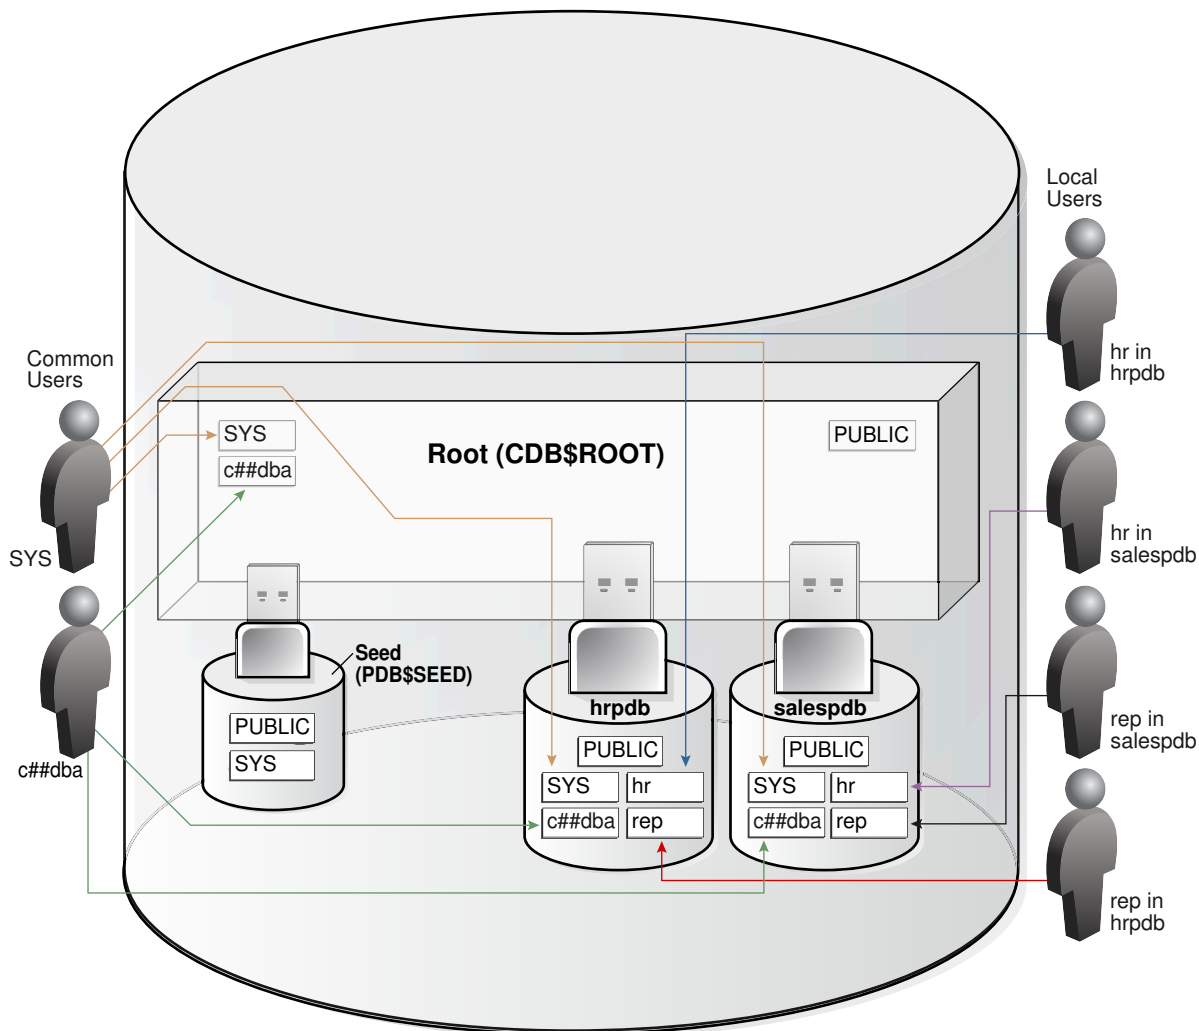 Local
Users
hr in
hrpdb
Common
Users
SYS
c##dba
Root (CDB$ROOT)
PUBLIC
SYS
hr in
salespdb
c##dba
Seed
(PDB$SEED)
PUBLIC
SYS
hrpdb
PUBLIC
SYS
hr
c##dba
rep
salespdb
PUBLIC
SYS
hr
c##dba
rep
rep in
salespdb
rep in
hrpdb